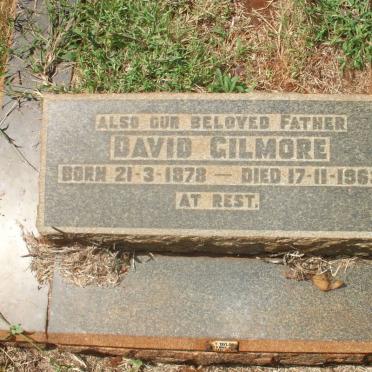 ALSO OUR BELOVED FATHER
DAVID GILMORE
BORN 21-3-1878 — DIED 17-11-196
AT REST.